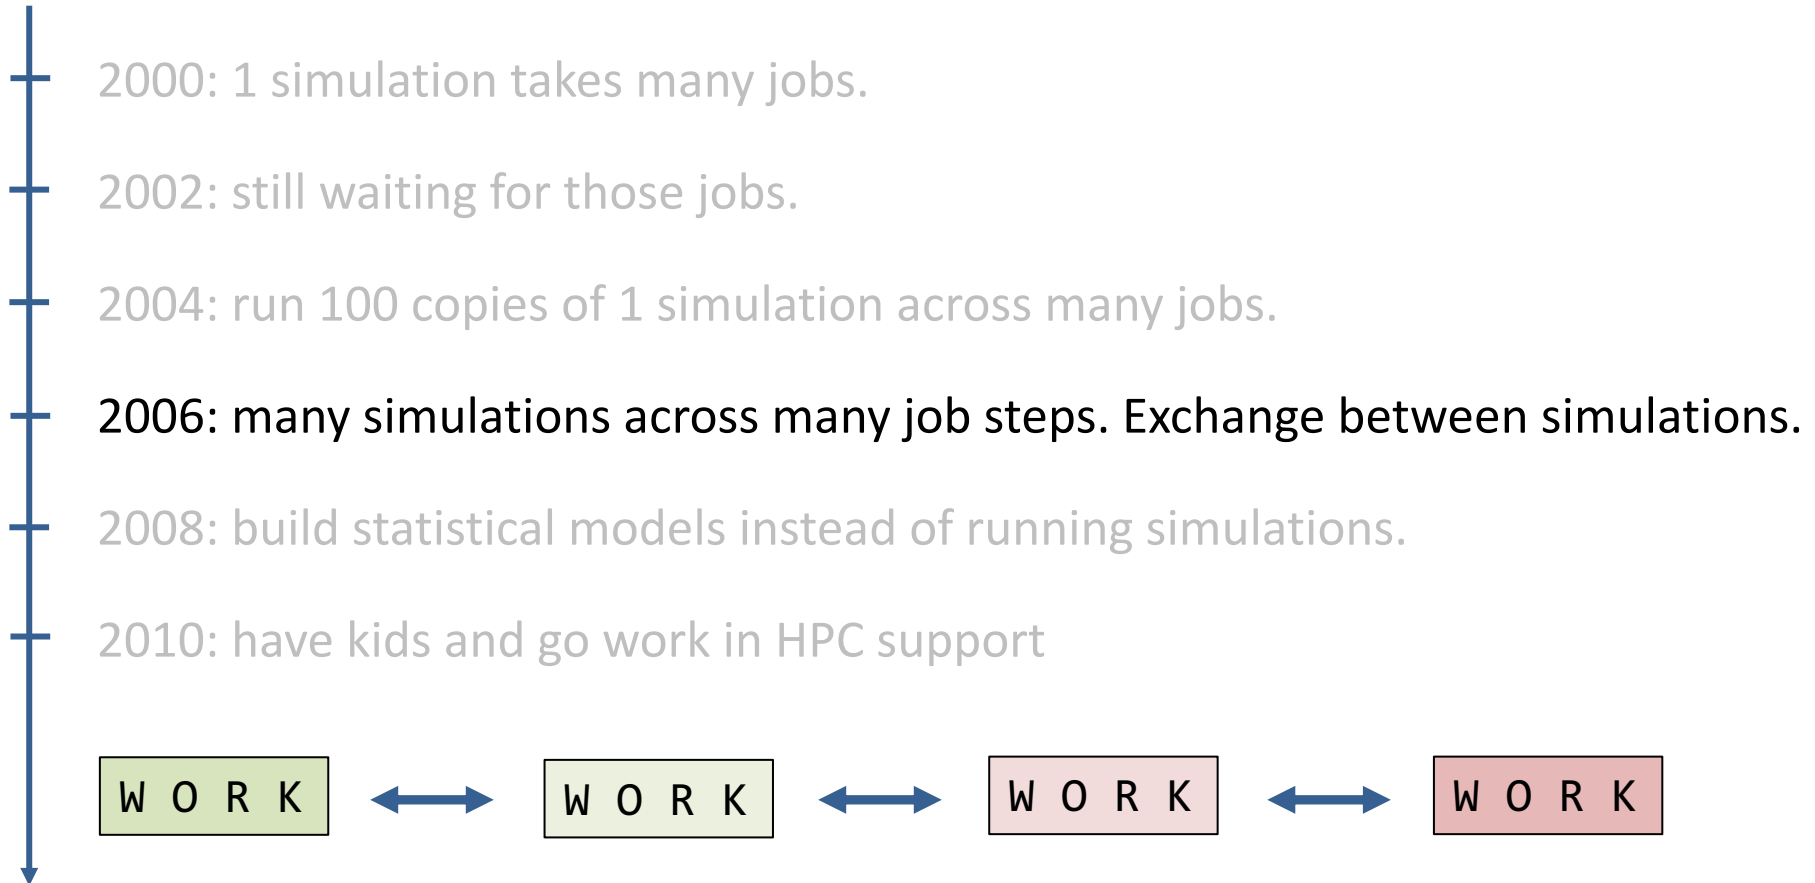 2000: 1 simulation takes many jobs.
2002: still waiting for those jobs.
2004: run 100 copies of 1 simulation across many jobs.
2006: many simulations across many job steps. Exchange between simulations.
2008: build statistical models instead of running simulations.
2010: have kids and go work in HPC support
W O R K W O R K W O R K W O R K